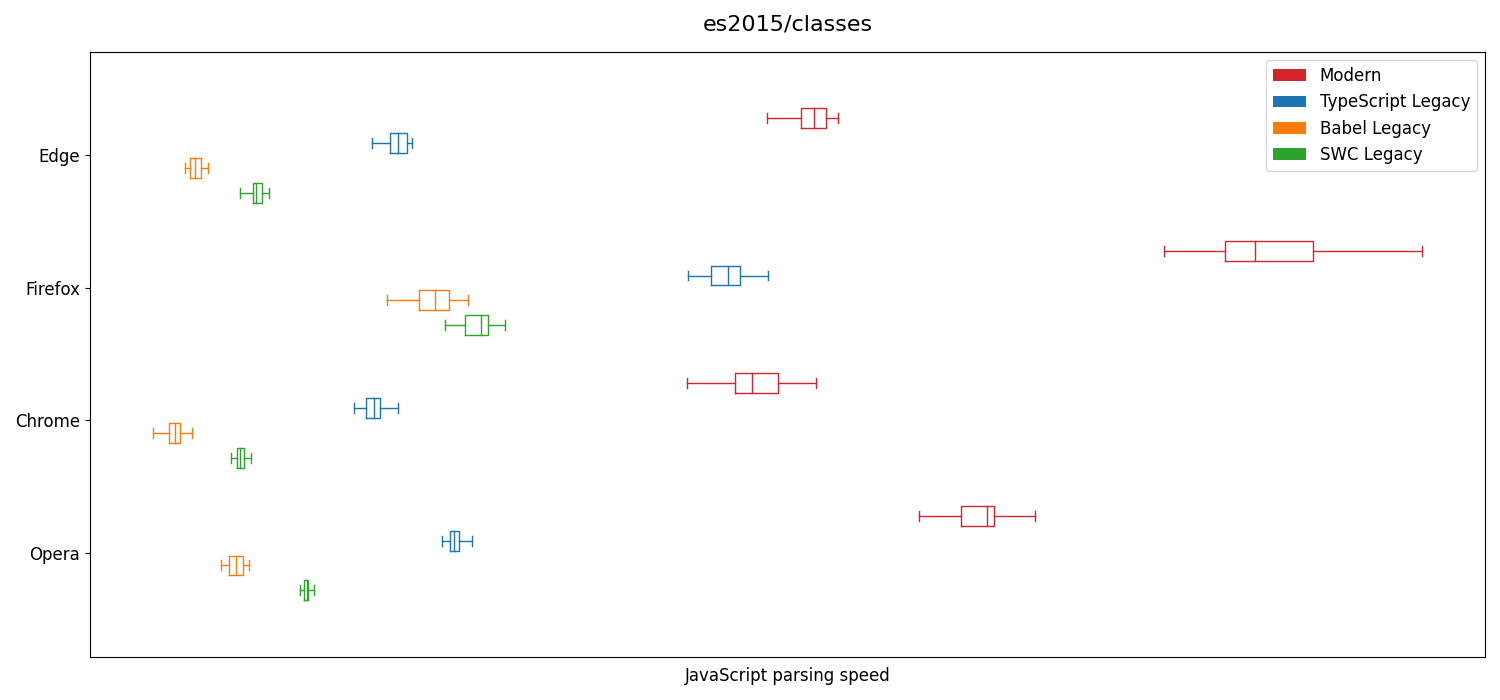 es2015/classes
Modern
TypeScript Legacy
Babel Legacy
SWC Legacy
Edge
Firefox
Chrome
Opera
JavaScript parsing speed